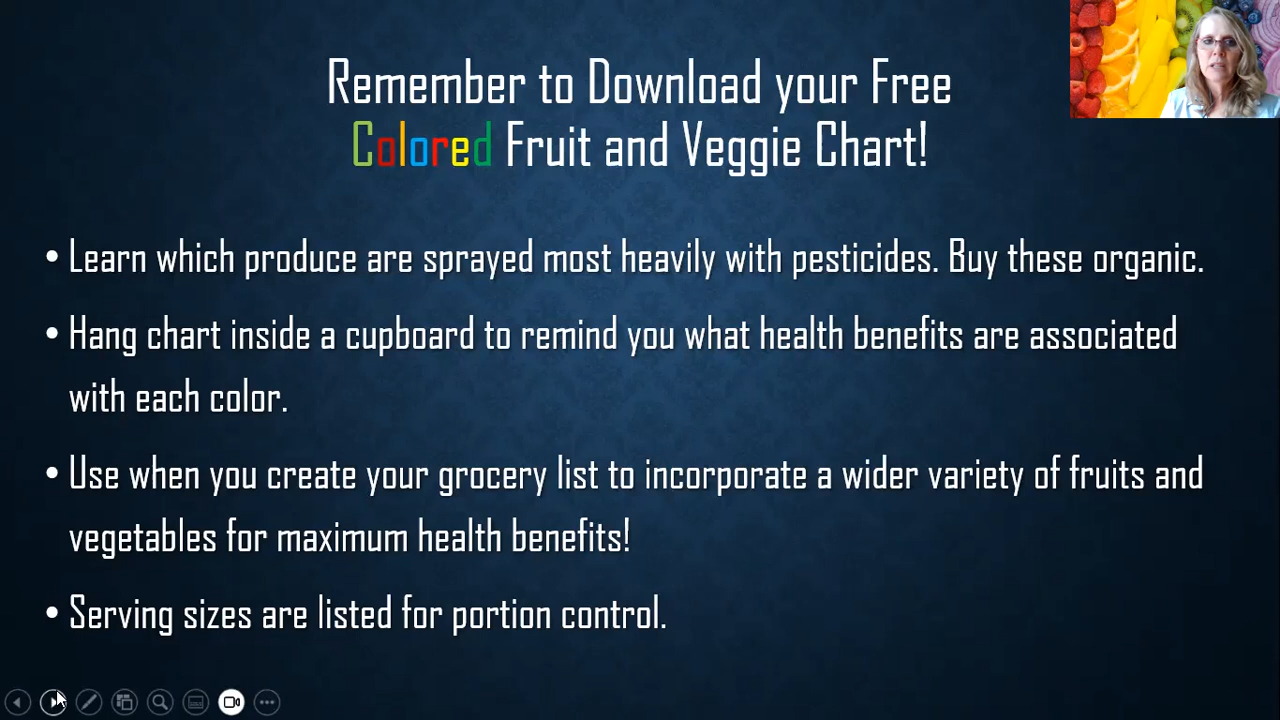 Remember to Download your Free
Colored Fruit and Veggie Chart!
• Learn which produce are sprayed most heavily with pesticides. Buy these organic.
• Hang chart inside a cupboard to remind you what health benefits are associated
with each color.
• Use when you create your grocery list to incorporate a wider variety of fruits and
vegetables for maximum health benefits!
• Serving sizes are listed for portion control.